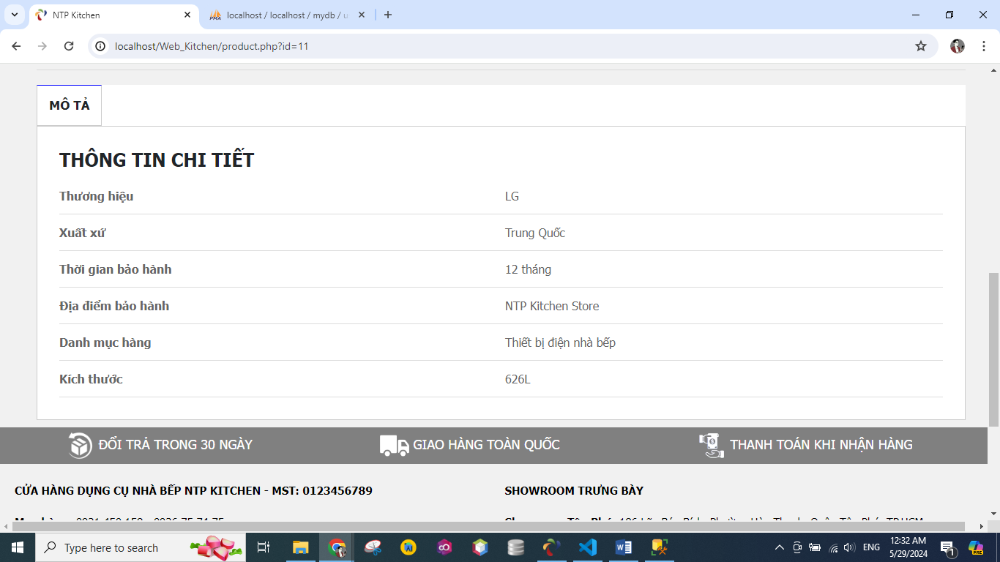 NTP Kitchen
localhost / localhost / mydb / u
localhost/Web_Kitchen/product.php?id=11
MÔ TẢ
THÔNG TIN CHI TIẾT
Thương hiệu LG
Xuất xứ Trung Quốc
Thời gian bảo hành 12 tháng
Địa điểm bảo hành NTP Kitchen Store
Danh mục hàng Thiết bị điện nhà bếp
Kích thước 626L
ĐỔI TRẢ TRONG 30 NGÀY GIAO HÀNG TOÀN QUỐC THANH TOÁN KHI NHẬN HÀNG
CỬA HÀNG DỤNG CỤ NHÀ BẾP NTP KITCHEN - MST: 0123456789 SHOWROOM TRƯNG BÀY
Type here to search
ENG
12:32 AM
5/29/2024
1
PRE